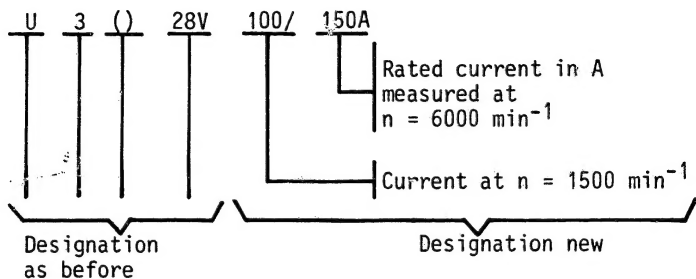 U 3 () 28V 100/ 150A
Rated current in A
measured at
n = 6000 min⁻¹
Current at n = 1500 min⁻¹
Designation
as before
Designation new